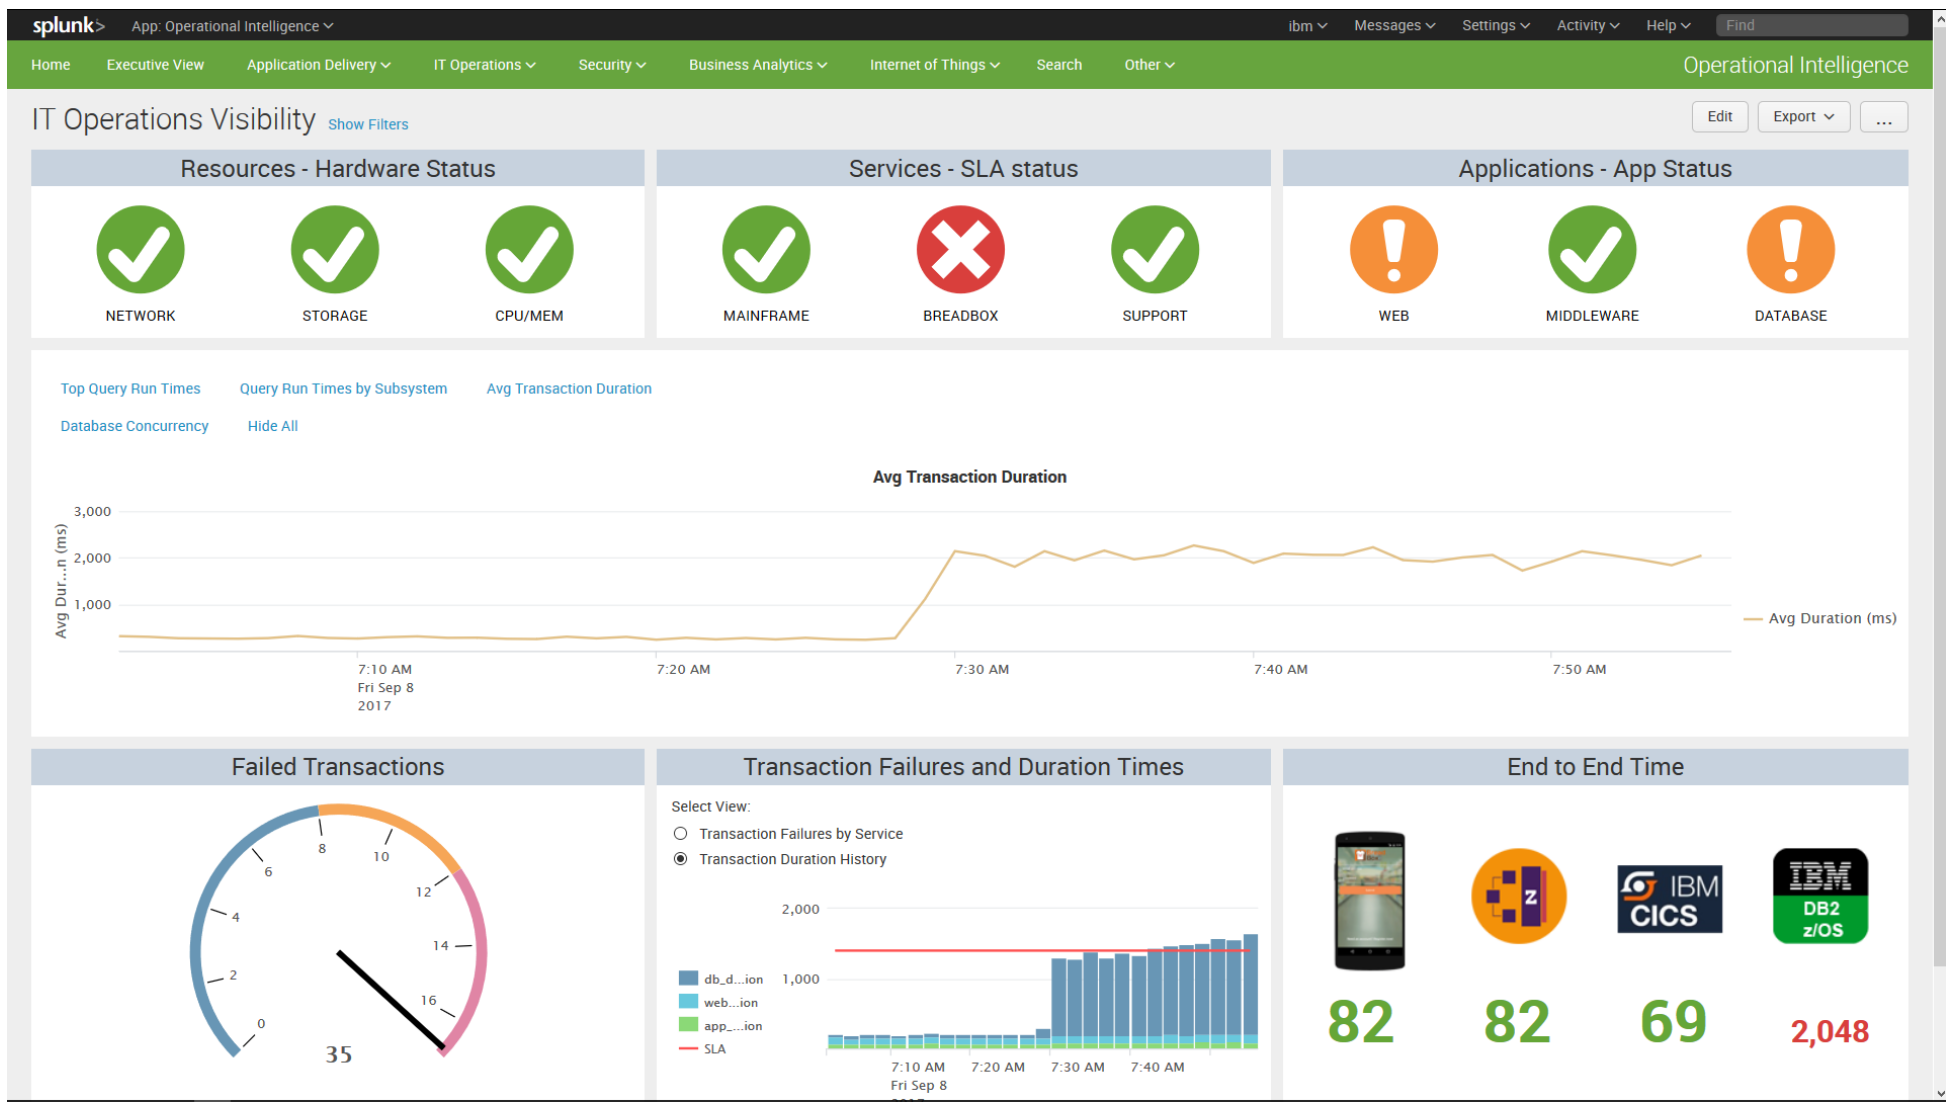 splunk> App: Operational Intelligence ibm Messages Settings Activity Help Find
Home Executive View Application Delivery IT Operations Security Business Analytics Internet of Things Search Other Operational Intelligence
IT Operations Visibility Show Filters Edit Export ...
Resources - Hardware Status
NETWORK STORAGE CPU/MEM
Services - SLA status
MAINFRAME BREADBOX SUPPORT
Applications - App Status
WEB MIDDLEWARE DATABASE
Top Query Run Times Query Run Times by Subsystem Avg Transaction Duration
Database Concurrency Hide All
Avg Transaction Duration
Avg Dur...n (ms)
3,000
2,000
1,000
Avg Duration (ms)
7:10 AM 7:20 AM 7:30 AM 7:40 AM 7:50 AM
Fri Sep 8
2017
Failed Transactions
0 2 4 6 8 10 12 14 16
35
Transaction Failures and Duration Times
Select View:
Transaction Failures by Service
Transaction Duration History
2,000
1,000
db_d...ion
web...ion
app_...ion
SLA
7:10 AM 7:20 AM 7:30 AM 7:40 AM
Fri Sep 8
End to End Time
z
IBM
CICS
IBM
DB2
z/OS
82 82 69 2,048